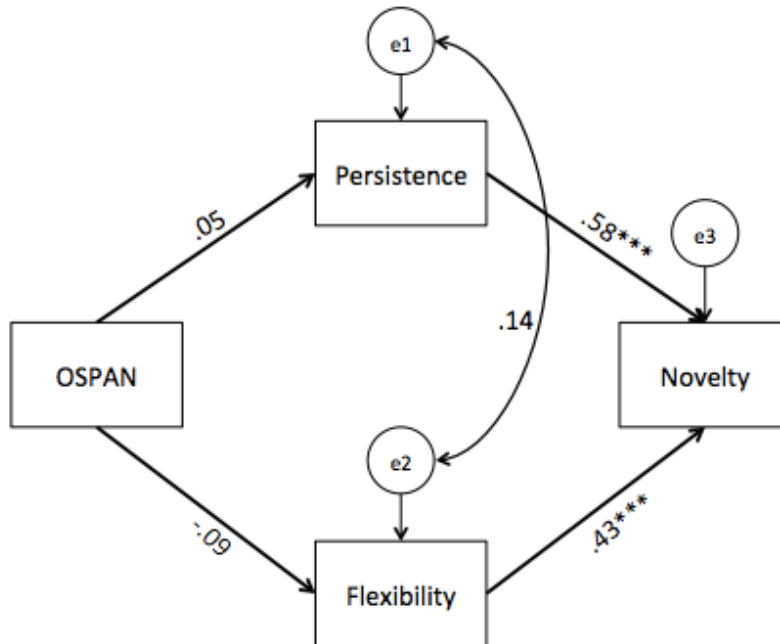 e1
Persistence
.05
.58***
e3
.14
OSPAN
Novelty
e2
-.09
.43***
Flexibility